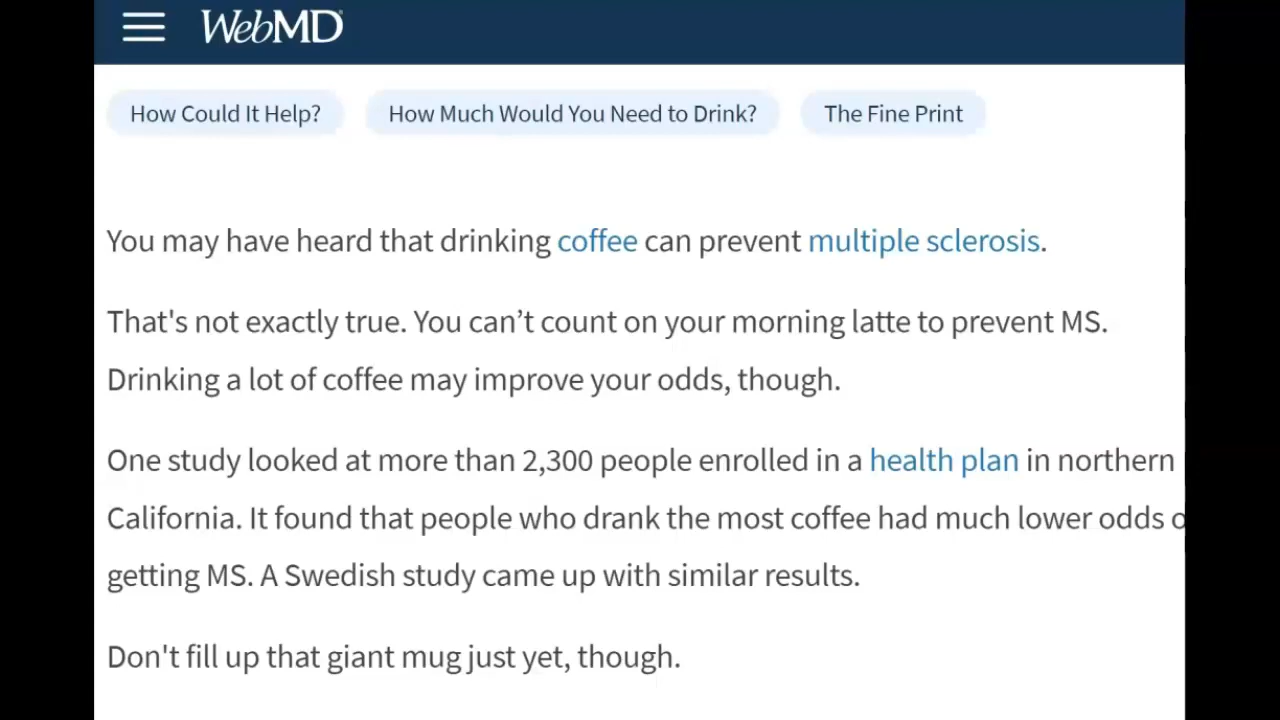 WebMD
How Could It Help? How Much Would You Need to Drink? The Fine Print
You may have heard that drinking coffee can prevent multiple sclerosis.
That's not exactly true. You can’t count on your morning latte to prevent MS.
Drinking a lot of coffee may improve your odds, though.
One study looked at more than 2,300 people enrolled in a health plan in northern
California. It found that people who drank the most coffee had much lower odds
getting MS. A Swedish study came up with similar results.
Don't fill up that giant mug just yet, though.